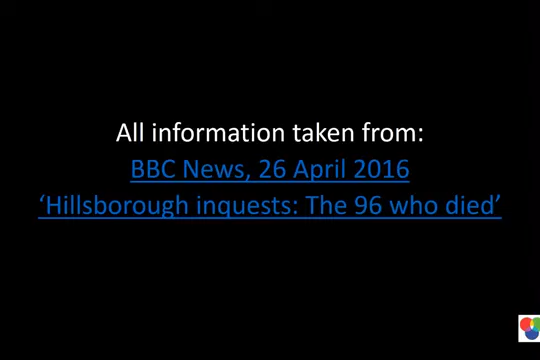 All information taken from:
BBC News, 26 April 2016
‘Hillsborough inquests: The 96 who died’